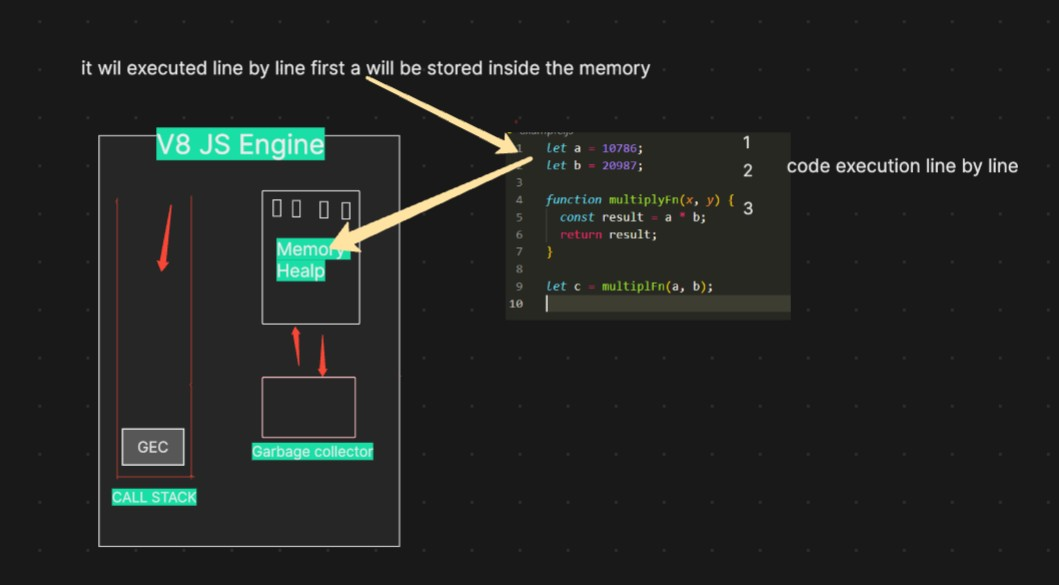 it wil executed line by line first a will be stored inside the memory
V8 JS Engine
Memory
Healp
GEC
CALL STACK
Garbage collector
1 let a = 10786;
let b = 20987;
3
4 function multiplyFn(x, y) {
5 const result = a * b;
6 return result;
7 }
8
9 let c = multiplFn(a, b);
10
1
2
3
code execution line by line